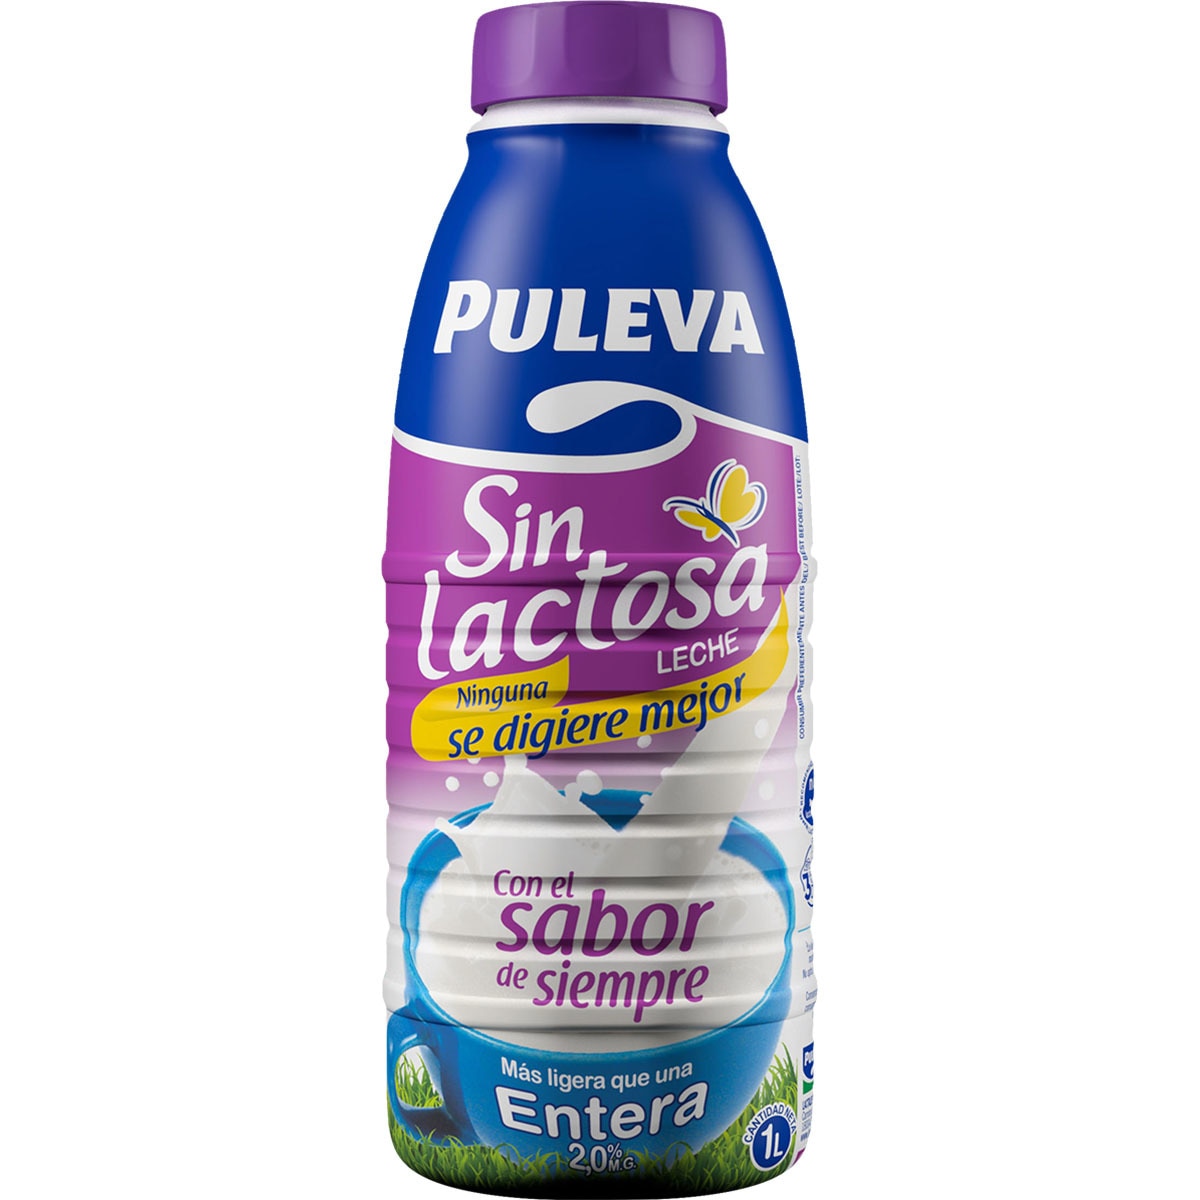 PULEVA
Sin
lactosa
LECHE
Ninguna
se digiere mejor
Con el
sabor
de siempre
Más ligera que una
Entera
2,0% M.G.
CANTIDAD NETA
1L
CONSUMIR PREFERENTEMENTE ANTES DEL/ BEST BEFORE/ LOTE/LOT: